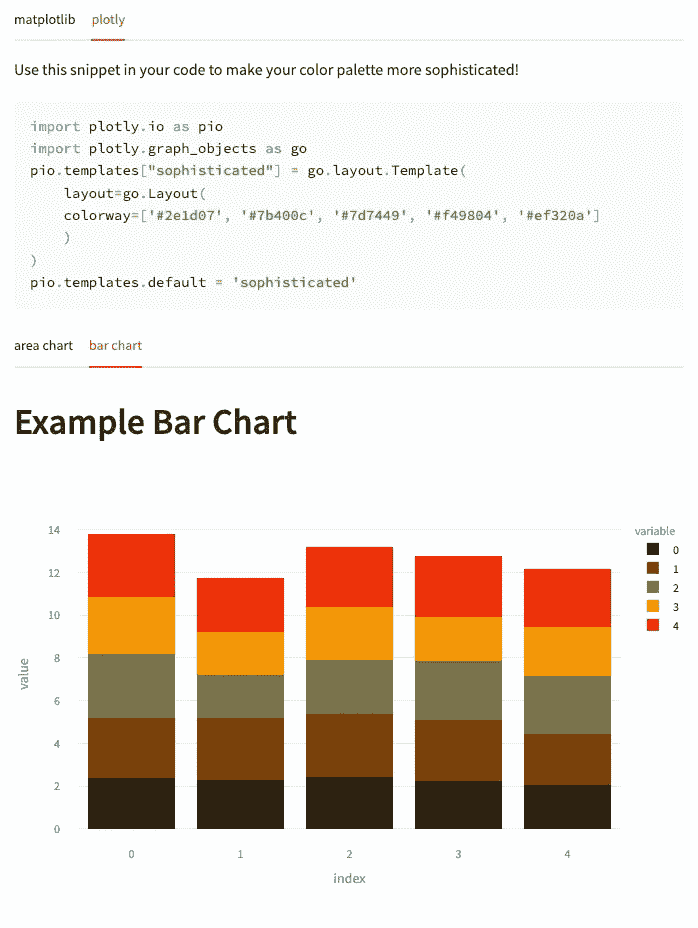 matplotlib plotly
Use this snippet in your code to make your color palette more sophisticated!
import plotly.io as pio
import plotly.graph_objects as go
pio.templates["sophisticated"] = go.layout.Template(
    layout=go.Layout(
    colorway=['#2e1d07', '#7b400c', '#7d7449', '#f49804', '#ef320a']
    )
)
pio.templates.default = 'sophisticated'
area chart bar chart
Example Bar Chart
variable
0
1
2
3
4
14
12
10
8
6
4
2
0
value
0 1 2 3 4
index